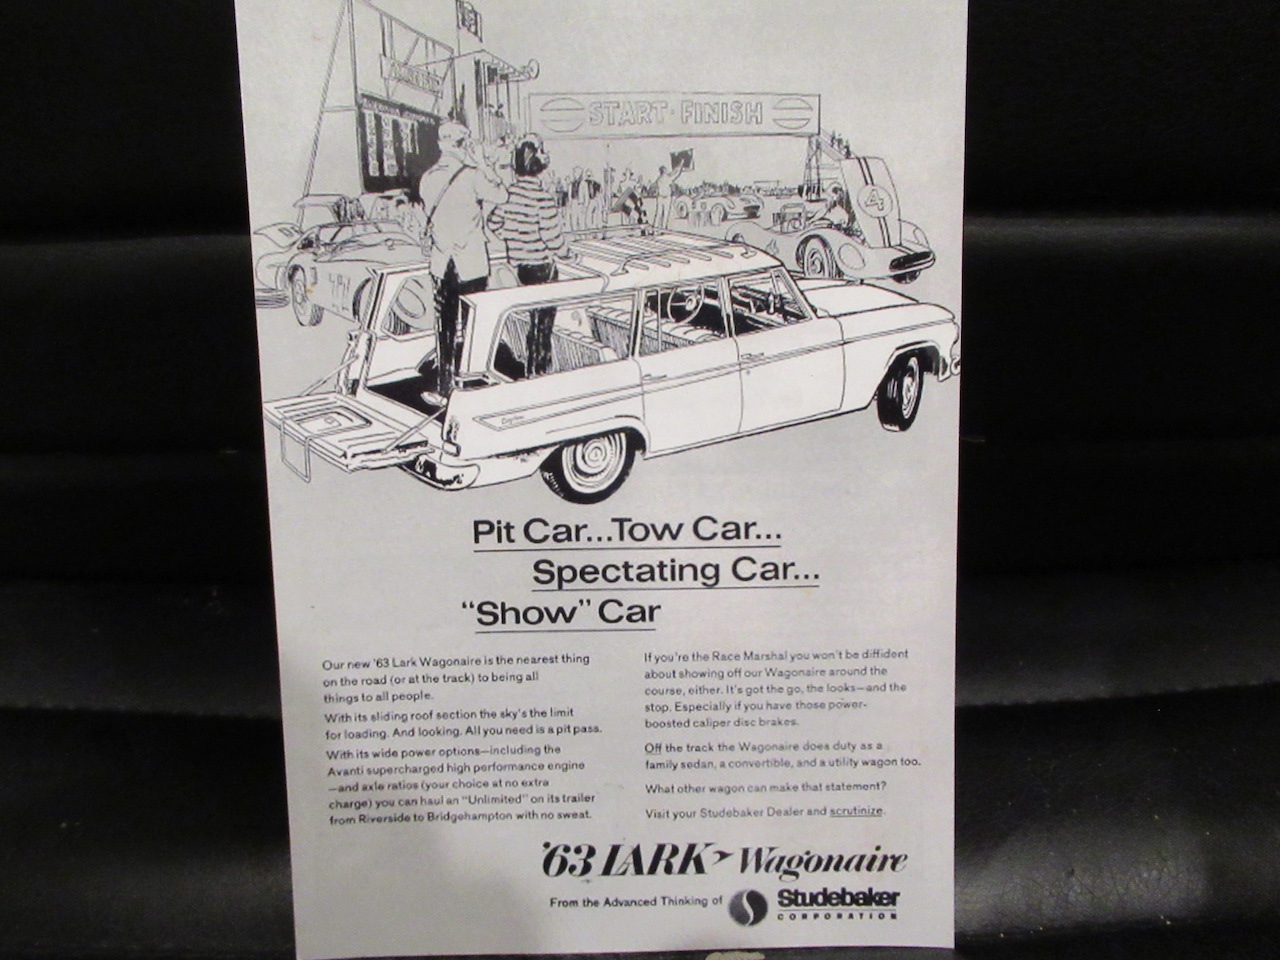 START-FINISH
4
Pit Car...Tow Car...
Spectating Car...
"Show" Car
Our new '63 Lark Wagonaire is the nearest thing
on the road (or at the track) to being all
things to all people.
With its sliding roof section the sky's the limit
for loading. And looking. All you need is a pit pass.
With its wide power options—including the
Avanti supercharged high performance engine
—and axle ratios (your choice at no extra
charge) you can haul an "Unlimited" on its trailer
from Riverside to Bridgehampton with no sweat.
If you're the Race Marshal you won't be diffident
about showing off our Wagonaire around the
course, either. It's got the go, the looks—and the
stop. Especially if you have those power-
boosted caliper disc brakes.
Off the track the Wagonaire does duty as a
family sedan, a convertible, and a utility wagon too.
What other wagon can make that statement?
Visit your Studebaker Dealer and scrutinize.
'63 LARK Wagonaire
From the Advanced Thinking of
Studebaker
CORPORATION